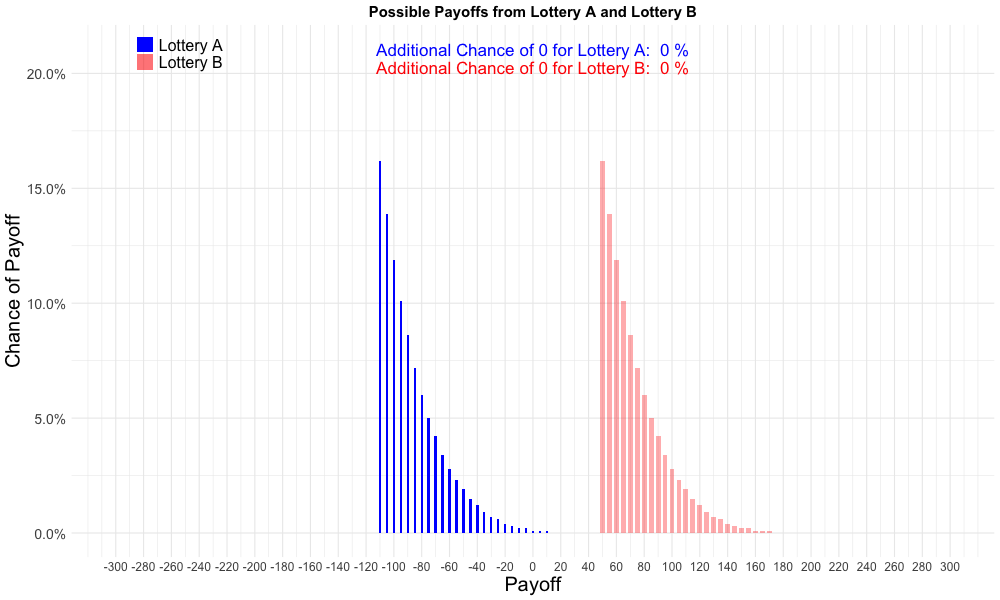 Possible Payoffs from Lottery A and Lottery B
Lottery A
Lottery B
Additional Chance of 0 for Lottery A:  0 %
Additional Chance of 0 for Lottery B:  0 %
Chance of Payoff
20.0%
15.0%
10.0%
5.0%
0.0%
-300 -280 -260 -240 -220 -200 -180 -160 -140 -120 -100 -80 -60 -40 -20 0 20 40 60 80 100 120 140 160 180 200 220 240 260 280 300
Payoff